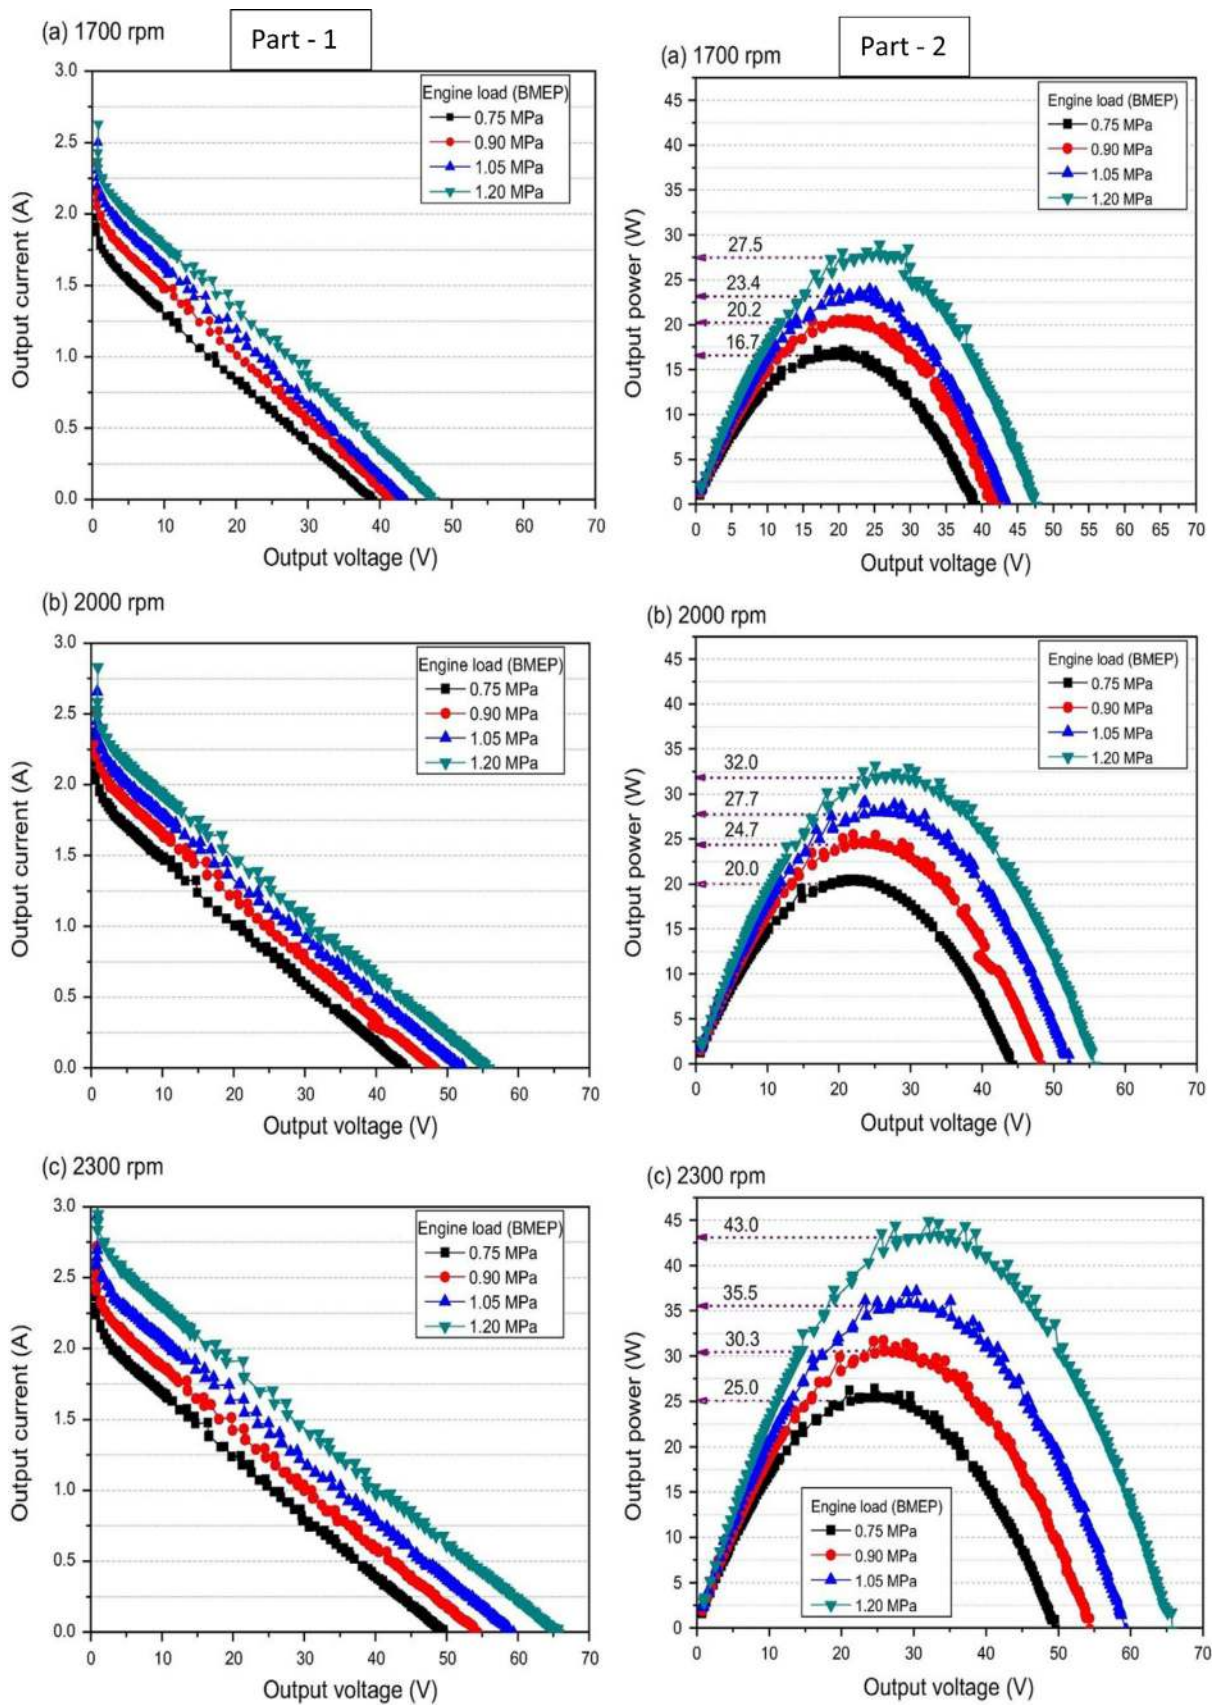 (a) 1700 rpm
Part - 1
3.0
2.5
2.0
1.5
1.0
0.5
0.0
Output current (A)
Engine load (BMEP)
0.75 MPa
0.90 MPa
1.05 MPa
1.20 MPa
0 10 20 30 40 50 60 70
Output voltage (V)
(a) 1700 rpm
Part - 2
45
40
35
30
25
20
15
10
5
0
Output power (W)
Engine load (BMEP)
0.75 MPa
0.90 MPa
1.05 MPa
1.20 MPa
27.5
23.4
20.2
16.7
0 5 10 15 20 25 30 35 40 45 50 55 60 65 70
Output voltage (V)
(b) 2000 rpm
3.0
2.5
2.0
1.5
1.0
0.5
0.0
Output current (A)
Engine load (BMEP)
0.75 MPa
0.90 MPa
1.05 MPa
1.20 MPa
0 10 20 30 40 50 60 70
Output voltage (V)
(b) 2000 rpm
45
40
35
30
25
20
15
10
5
0
Output power (W)
Engine load (BMEP)
0.75 MPa
0.90 MPa
1.05 MPa
1.20 MPa
32.0
27.7
24.7
20.0
0 10 20 30 40 50 60 70
Output voltage (V)
(c) 2300 rpm
3.0
2.5
2.0
1.5
1.0
0.5
0.0
Output current (A)
Engine load (BMEP)
0.75 MPa
0.90 MPa
1.05 MPa
1.20 MPa
0 10 20 30 40 50 60 70
Output voltage (V)
(c) 2300 rpm
45
40
35
30
25
20
15
10
5
0
Output power (W)
43.0
35.5
30.3
25.0
Engine load (BMEP)
0.75 MPa
0.90 MPa
1.05 MPa
1.20 MPa
0 10 20 30 40 50 60 70
Output voltage (V)